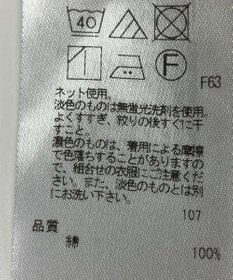 40
F
F63
ネット使用。
淡色のものは無蛍光洗剤を使用。
よくすすぎ、絞りの後すぐに干
すこと。
濃色のものは、着用による摩擦
で色落ちすることがありますの
で、組合せの衣服にご注意くだ
さい。また、淡色のものとは別
にお洗い下さい。
107
品質
綿 100%